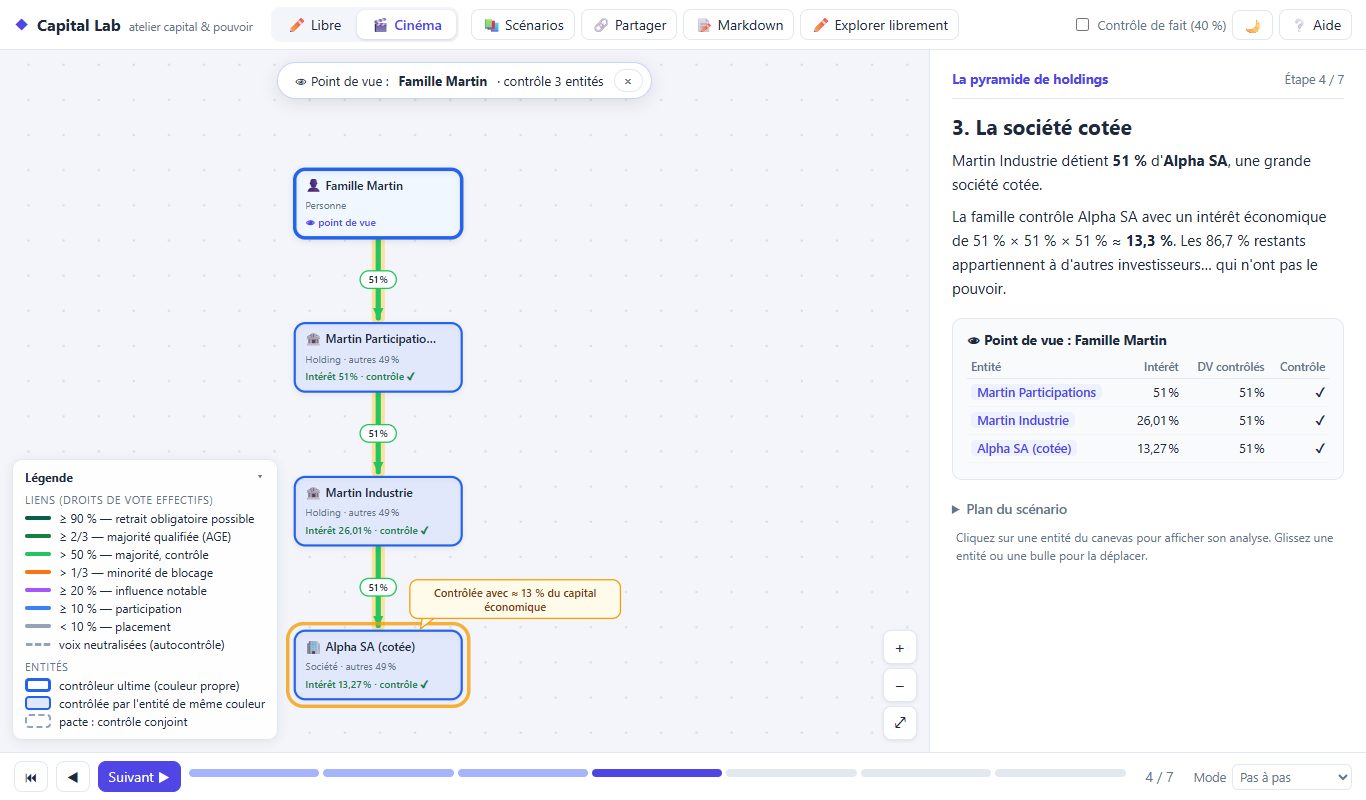 Capital Lab atelier capital & pouvoir
Libre
Cinéma
Scénarios
Partager
Markdown
Explorer librement
Contrôle de fait (40 %)
Aide
Point de vue : Famille Martin · contrôle 3 entités ×
Famille Martin
Personne
point de vue
51 %
Martin Participatio…
Holding · autres 49 %
Intérêt 51 % · contrôle ✓
51 %
Martin Industrie
Holding · autres 49 %
Intérêt 26,01 % · contrôle ✓
51 %
Contrôlée avec ≈ 13 % du capital
économique
Alpha SA (cotée)
Société · autres 49 %
Intérêt 13,27 % · contrôle ✓
Légende
LIENS (DROITS DE VOTE EFFECTIFS)
≥ 90 % — retrait obligatoire possible
≥ 2/3 — majorité qualifiée (AGE)
> 50 % — majorité, contrôle
> 1/3 — minorité de blocage
≥ 20 % — influence notable
≥ 10 % — participation
< 10 % — placement
voix neutralisées (autocontrôle)
ENTITÉS
contrôleur ultime (couleur propre)
contrôlée par l'entité de même couleur
pacte : contrôle conjoint
+
−
La pyramide de holdings
Étape 4 / 7
3. La société cotée
Martin Industrie détient 51 % d'Alpha SA, une grande
société cotée.
La famille contrôle Alpha SA avec un intérêt économique
de 51 % × 51 % × 51 % ≈ 13,3 %. Les 86,7 % restants
appartiennent à d'autres investisseurs… qui n'ont pas le
pouvoir.
Point de vue : Famille Martin
Entité Intérêt DV contrôlés Contrôle
Martin Participations 51 % 51 % ✓
Martin Industrie 26,01 % 51 % ✓
Alpha SA (cotée) 13,27 % 51 % ✓
Plan du scénario
Cliquez sur une entité du canevas pour afficher son analyse. Glissez une
entité ou une bulle pour la déplacer.
Suivant
4 / 7
Mode
Pas à pas